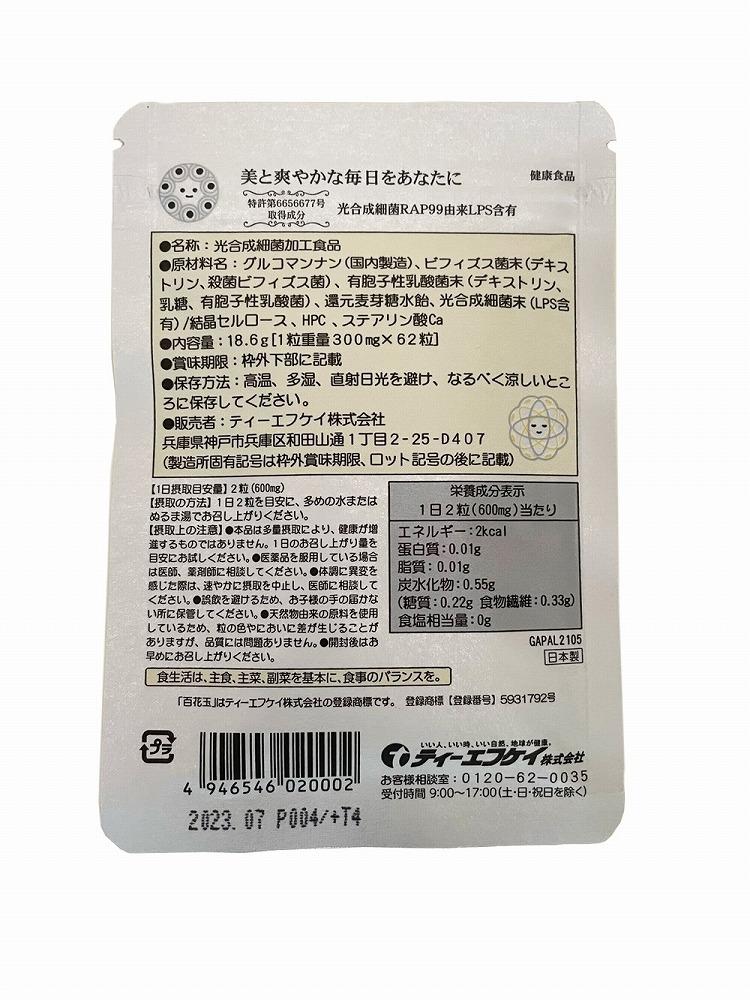 美と爽やかな毎日をあなたに
健康食品
特許第6656677号
取得成分
光合成細菌RAP99由来LPS含有
●名称：光合成細菌加工食品
●原材料名：グルコマンナン（国内製造）、ビフィズス菌末（デキス
トリン、殺菌ビフィズス菌）、有胞子性乳酸菌末（デキストリン、
乳糖、有胞子性乳酸菌）、還元麦芽糖水飴、光合成細菌末（LPS含
有）/結晶セルロース、HPC、ステアリン酸Ca
●内容量：18.6g[1粒重量300mg×62粒]
●賞味期限：枠外下部に記載
●保存方法：高温、多湿、直射日光を避け、なるべく涼しいとこ
ろに保存してください。
●販売者：ティーエフケイ株式会社
兵庫県神戸市兵庫区和田山通1丁目2-25-D407
（製造所固有記号は枠外賞味期限、ロット記号の後に記載）
【1日摂取目安量】2粒（600mg）
【摂取の方法】1日2粒を目安に、多めの水または
ぬるま湯でお召し上がりください。
【摂取上の注意】●本品は多量摂取により、健康が増
進するものではありません。1日のお召し上がり量を
目安にお試しください。●医薬品を服用している場合
は医師、薬剤師に相談してください。●体調に異変を
感じた際は、速やかに摂取を中止し、医師に相談して
ください。●誤飲を避けるため、お子様の手の届かな
い所に保管してください。●天然物由来の原料を使用
しているため、粒の色やにおいに差が生じることが
ありますが、品質には問題ありません。●開封後はお
早めにお召し上がりください。
栄養成分表示
1日2粒(600mg)当たり
エネルギー：2kcal
蛋白質：0.01g
脂質：0.01g
炭水化物：0.55g
(糖質：0.22g 食物繊維：0.33g)
食塩相当量：0g
GAPAL2105
日本製
食生活は、主食、主菜、副菜を基本に、食事のバランスを。
「百花玉」はティーエフケイ株式会社の登録商標です。 登録商標【登録番号】5931792号
プラ
4 946546 020002
いい人、いい時、いい自然、地球が健康。
ティーエフケイ株式会社
お客様相談室：0120-62-0035
受付時間 9:00～17:00（土・日・祝日を除く）
2023.07 P004/+T4